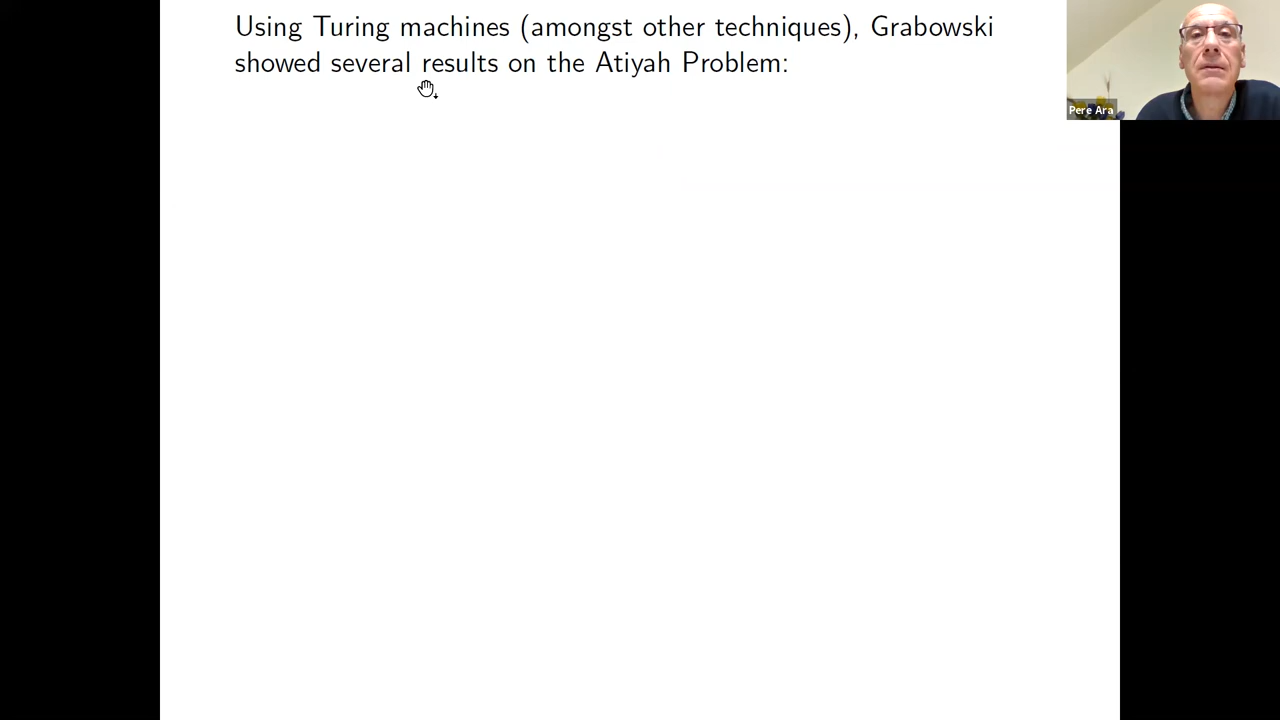 Using Turing machines (amongst other techniques), Grabowski
showed several results on the Atiyah Problem:
Pere Ara